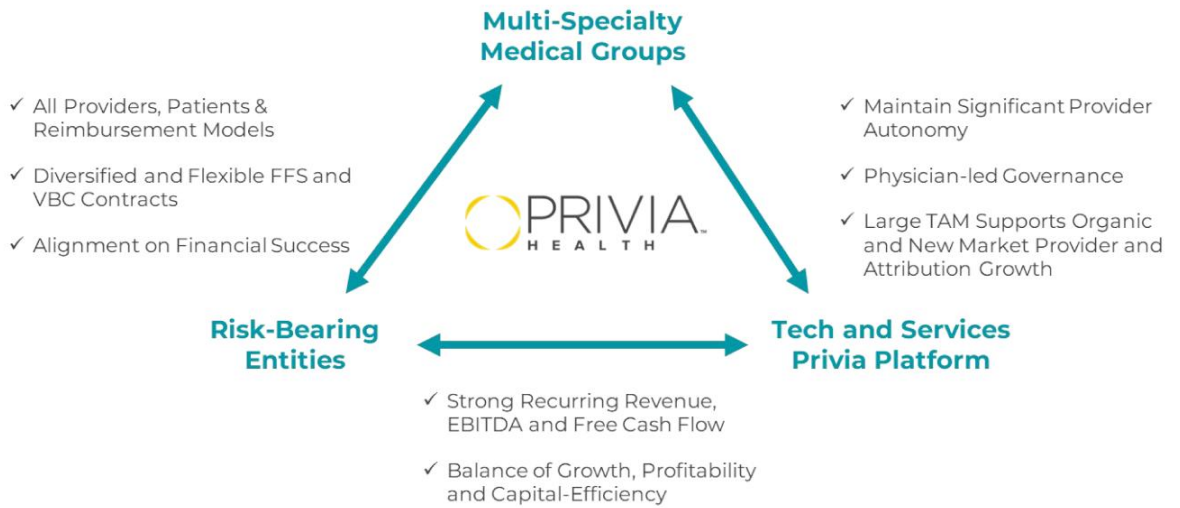 Multi-Specialty
Medical Groups
✓ All Providers, Patients &
Reimbursement Models
✓ Diversified and Flexible FFS and
VBC Contracts
✓ Alignment on Financial Success
✓ Maintain Significant Provider
Autonomy
✓ Physician-led Governance
✓ Large TAM Supports Organic
and New Market Provider and
Attribution Growth
PRIVIA™
HEALTH
Risk-Bearing
Entities
Tech and Services
Privia Platform
✓ Strong Recurring Revenue,
EBITDA and Free Cash Flow
✓ Balance of Growth, Profitability
and Capital-Efficiency